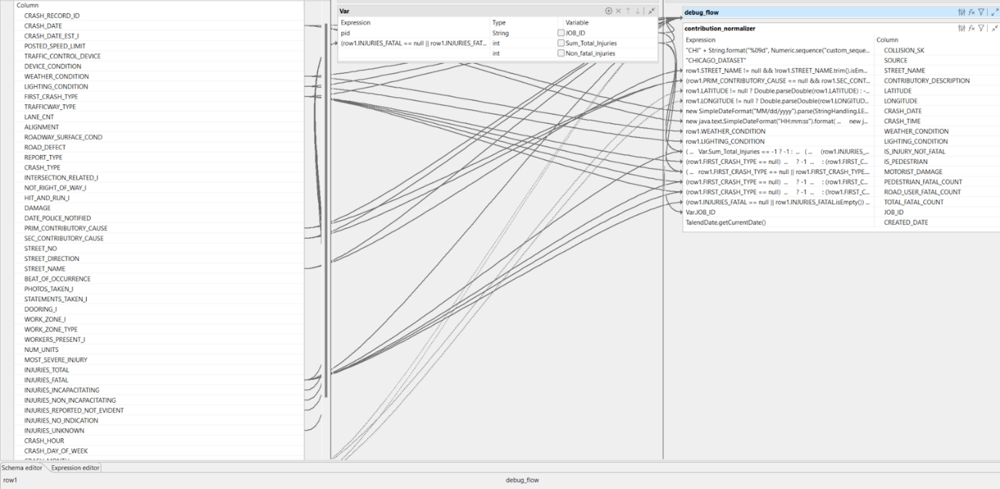 Column
CRASH_RECORD_ID
CRASH_DATE
CRASH_DATE_EST_I
POSTED_SPEED_LIMIT
TRAFFIC_CONTROL_DEVICE
DEVICE_CONDITION
WEATHER_CONDITION
LIGHTING_CONDITION
FIRST_CRASH_TYPE
TRAFFICWAY_TYPE
LANE_CNT
ALIGNMENT
ROADWAY_SURFACE_COND
ROAD_DEFECT
REPORT_TYPE
CRASH_TYPE
INTERSECTION_RELATED_I
NOT_RIGHT_OF_WAY_I
HIT_AND_RUN_I
DAMAGE
DATE_POLICE_NOTIFIED
PRIM_CONTRIBUTORY_CAUSE
SEC_CONTRIBUTORY_CAUSE
STREET_NO
STREET_DIRECTION
STREET_NAME
BEAT_OF_OCCURRENCE
PHOTOS_TAKEN_I
STATEMENTS_TAKEN_I
DOORING_I
WORK_ZONE_I
WORK_ZONE_TYPE
WORKERS_PRESENT_I
NUM_UNITS
MOST_SEVERE_INJURY
INJURIES_TOTAL
INJURIES_FATAL
INJURIES_INCAPACITATING
INJURIES_NON_INCAPACITATING
INJURIES_REPORTED_NOT_EVIDENT
INJURIES_NO_INDICATION
INJURIES_UNKNOWN
CRASH_HOUR
CRASH_DAY_OF_WEEK
CRASH_MONTH
Var
Expression Type Variable
pid String JOB_ID
(row1.INJURIES_FATAL == null || row1.INJURIES_FAT... int Sum_Total_Injuries
int Non_fatal_injuries
debug_flow
contribution_normalizer
Expression Column
"CHI" + String.format("%09d", Numeric.sequence("custom_seque... COLLISION_SK
"CHICAGO_DATASET" SOURCE
row1.STREET_NAME != null && !row1.STREET_NAME.trim().isEm... STREET_NAME
(row1.PRIM_CONTRIBUTORY_CAUSE == null && row1.SEC_CONT... CONTRIBUTORY_DESCRIPTION
row1.LATITUDE != null ? Double.parseDouble(row1.LATITUDE) : -... LATITUDE
row1.LONGITUDE != null ? Double.parseDouble(row1.LONGITUD... LONGITUDE
new SimpleDateFormat("MM/dd/yyyy").parse(StringHandling.LE... CRASH_DATE
new java.text.SimpleDateFormat("HH:mm:ss").format( ... new j... CRASH_TIME
row1.WEATHER_CONDITION WEATHER_CONDITION
row1.LIGHTING_CONDITION LIGHTING_CONDITION
( ... Var.Sum_Total_Injuries == -1 ? -1 : ... ( ... (row1.INJURIES_... IS_INJURY_NOT_FATAL
(row1.FIRST_CRASH_TYPE == null) ... ? -1 ... : (row1.FIRST_C... IS_PEDESTRIAN
( ... row1.FIRST_CRASH_TYPE == null || row1.FIRST_CRASH_TYPE.... MOTORIST_DAMAGE
(row1.FIRST_CRASH_TYPE == null) ... ? -1 ... : (row1.FIRST_C... PEDESTRIAN_FATAL_COUNT
(row1.FIRST_CRASH_TYPE == null) ... ? -1 ... : (!row1.FIRST_C... ROAD_USER_FATAL_COUNT
(row1.INJURIES_FATAL == null || row1.INJURIES_FATAL.isEmpty()) ... TOTAL_FATAL_COUNT
Var.JOB_ID JOB_ID
TalendDate.getCurrentDate() CREATED_DATE
Schema editor Expression editor
row1 debug_flow